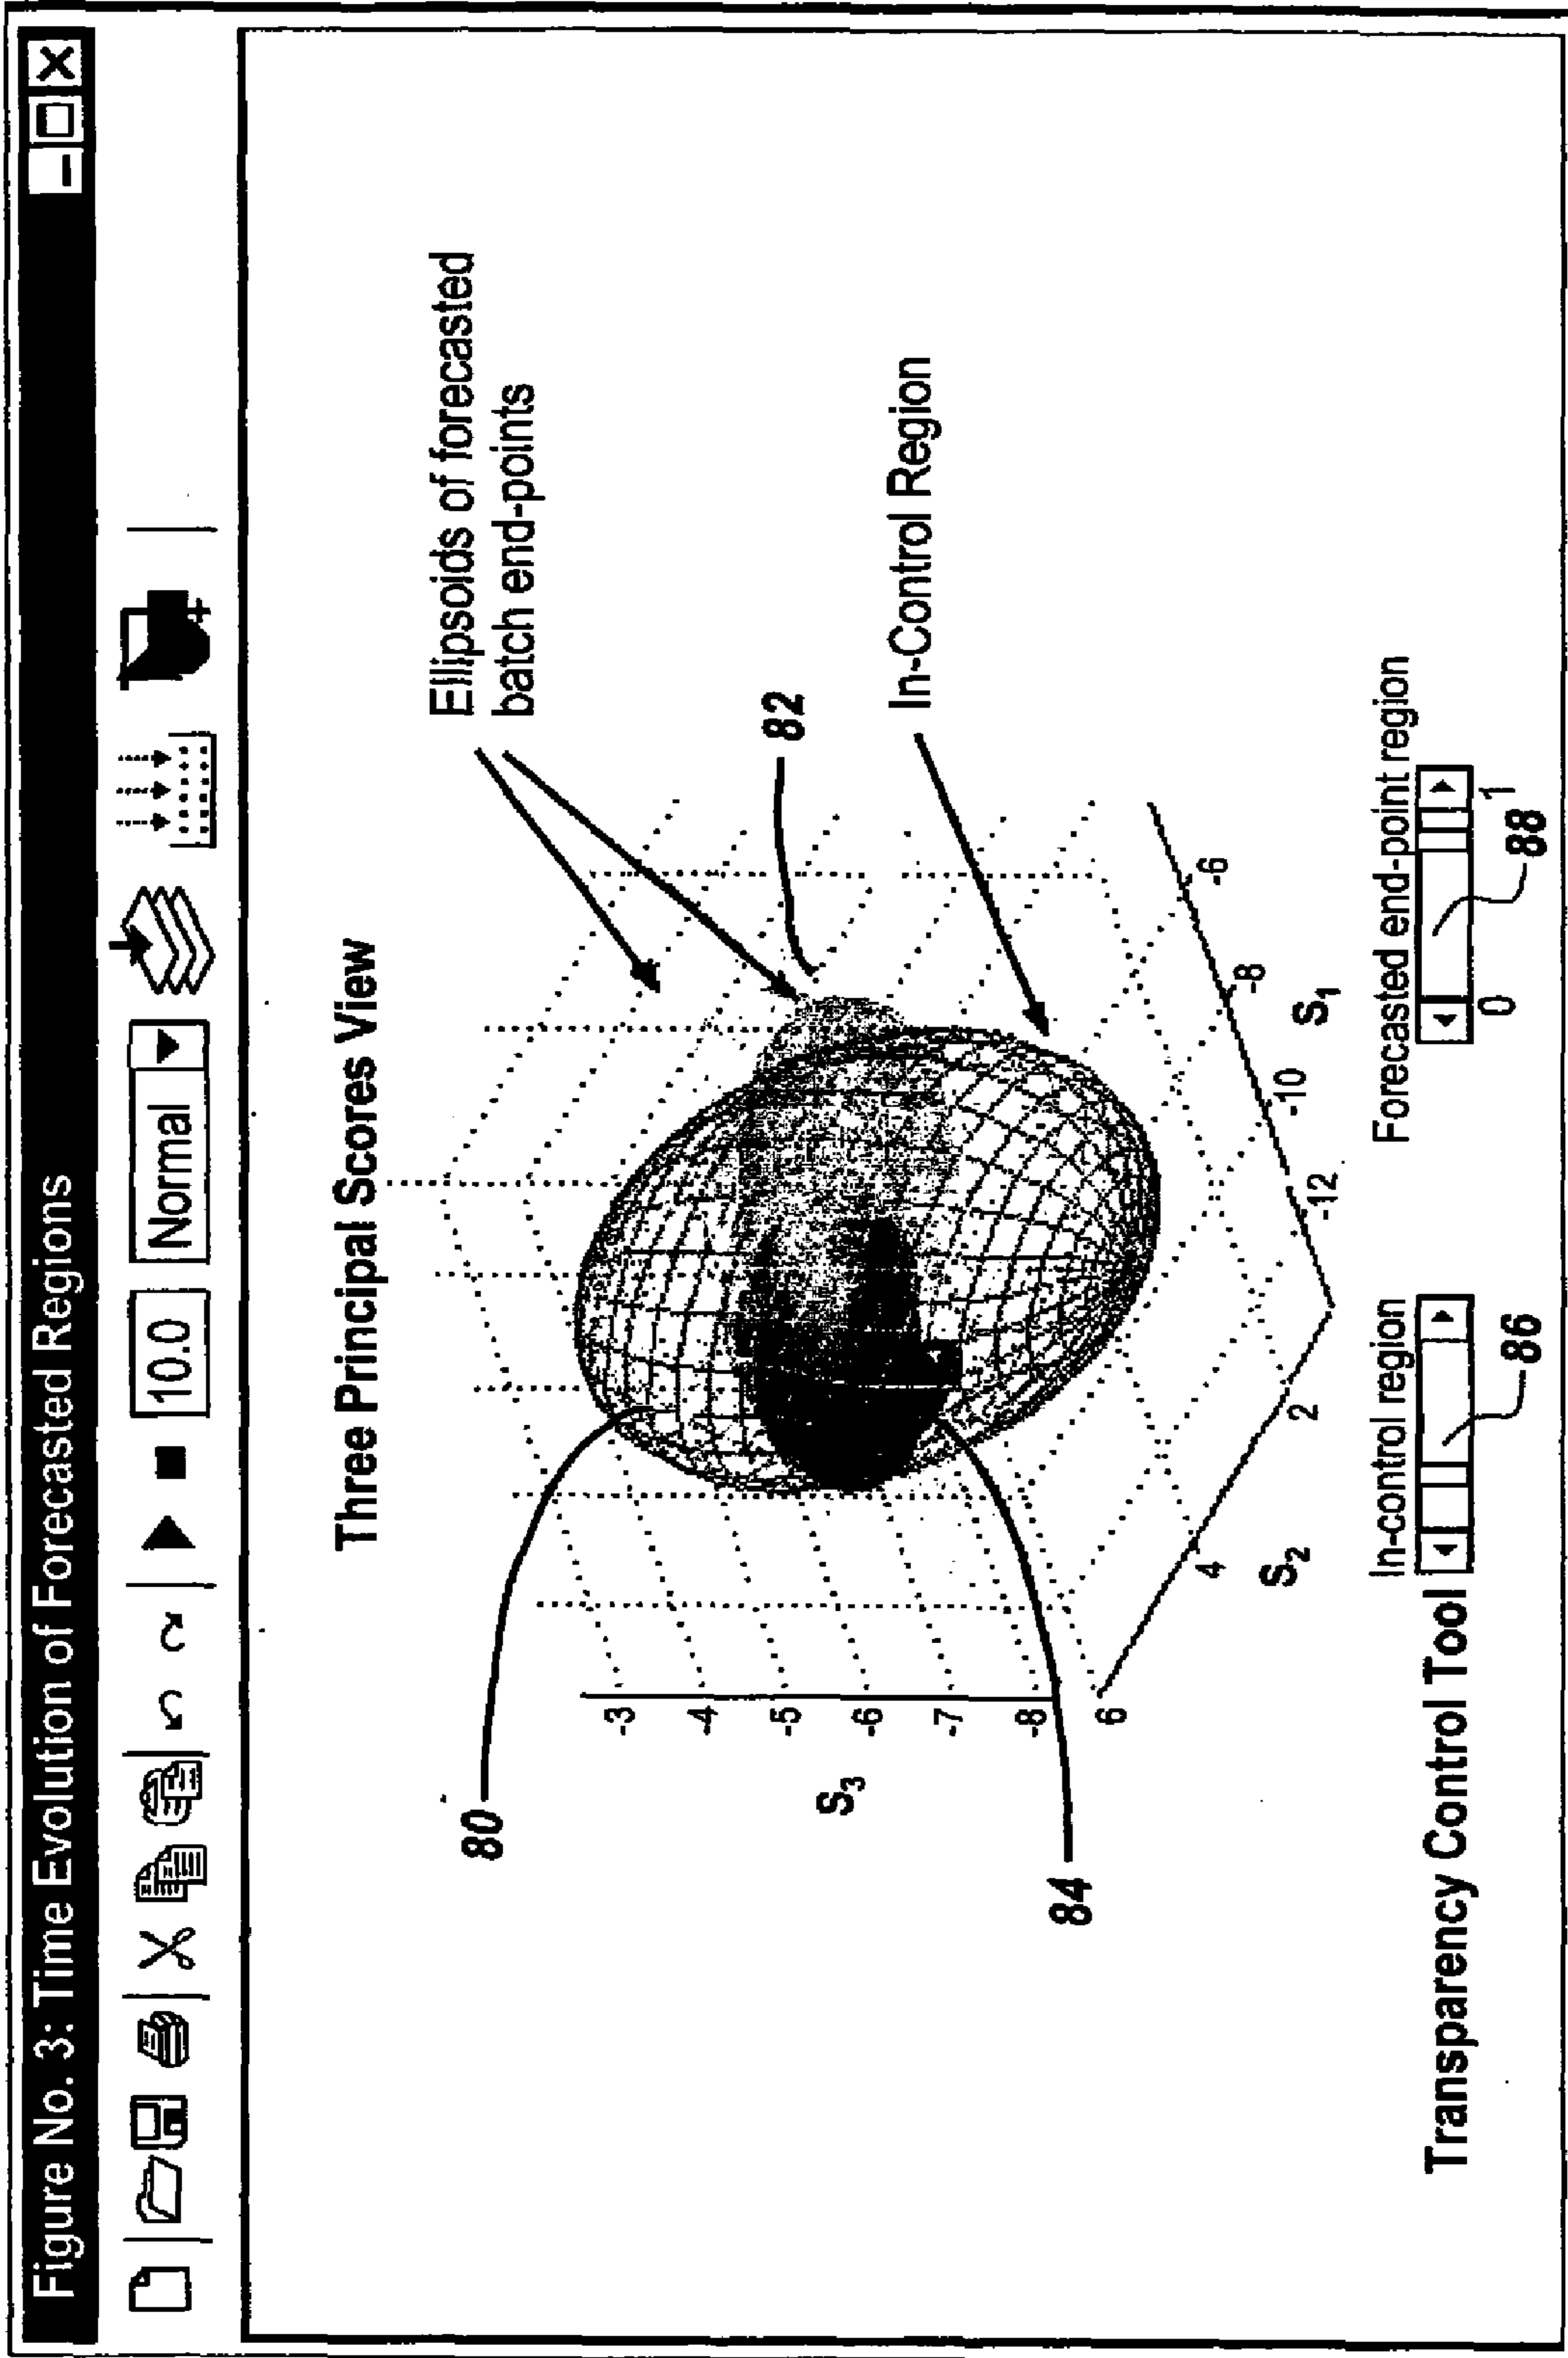 Figure No. 3: Time Evolution of Forecasted Regions
10.0
Normal
Three Principal Scores View
Ellipsoids of forecasted
batch end-points
80
82
In-Control Region
84
S3
-3
-4
-5
-6
-7
-8
6
4
2
S2
-12
-10
-8
-6
S1
Transparency Control Tool
In-control region
86
Forecasted end-point region
0
1
88